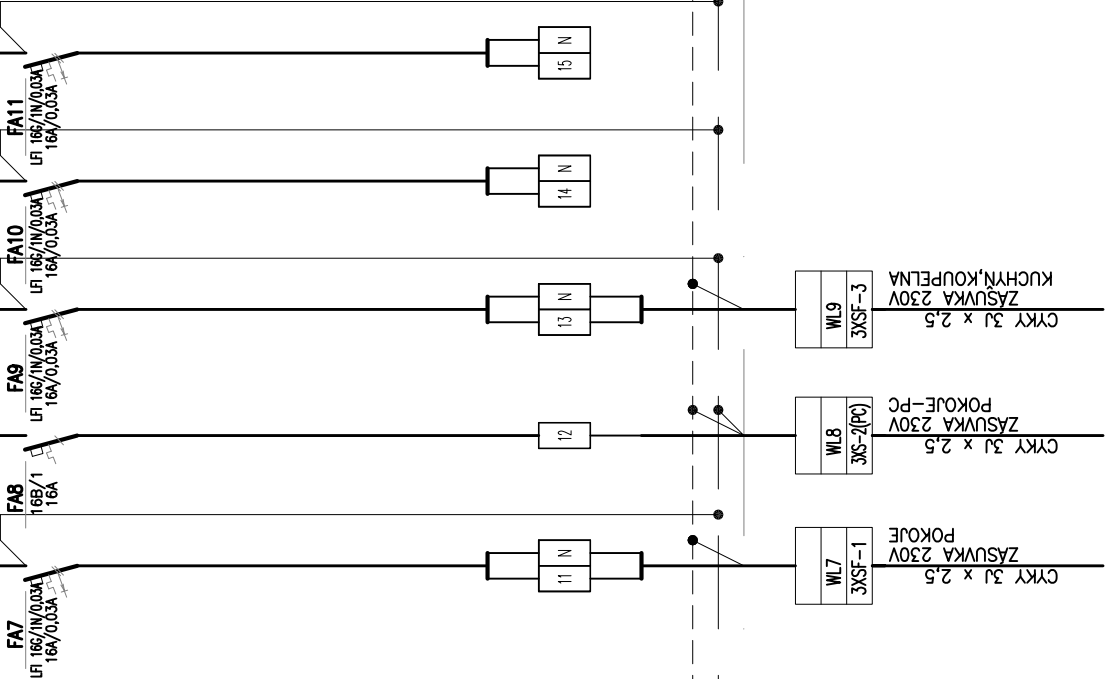 FA11
LFI 16G/1N/0,03A
16A/0,03A
15 N
FA10
LFI 16G/1N/0,03A
16A/0,03A
14 N
FA9
LFI 16G/1N/0,03A
16A/0,03A
13 N
WL9
3XSF-3
CYKY 3J x 2,5
ZÁSUVKA 230V
KUCHYŇ,KOUPELNA
FA8
16B/1
16A
12
WL8
3XS-2(PC)
CYKY 3J x 2,5
ZÁSUVKA 230V
POKOJE-PC
FA7
LFI 16G/1N/0,03A
16A/0,03A
11 N
WL7
3XSF-1
CYKY 3J x 2,5
ZÁSUVKA 230V
POKOJE